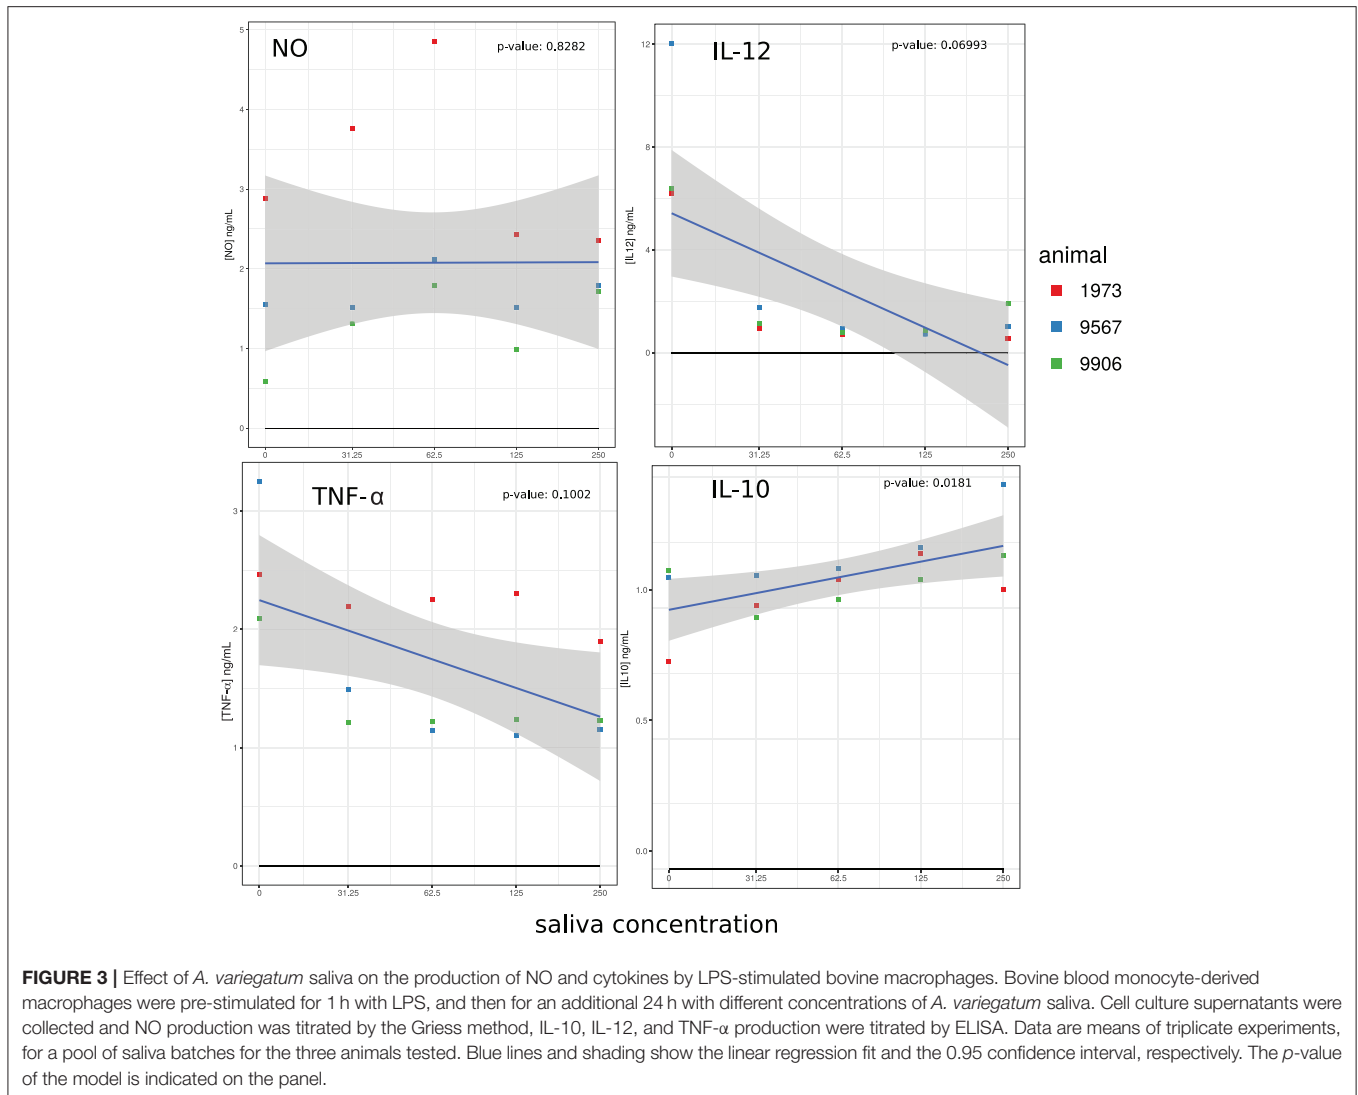 NO
p-value: 0.8282
[NO] ng/mL
5
4
3
2
1
0
0 31.25 62.5 125 250
IL-12
p-value: 0.06993
[IL12] ng/mL
12
8
4
0
0 31.25 62.5 125 250
animal
1973
9567
9906
TNF-α
p-value: 0.1002
[TNF-α] ng/mL
3
2
1
0
0 31.25 62.5 125 250
IL-10
p-value: 0.0181
[IL10] ng/mL
1.0
0.5
0.0
0 31.25 62.5 125 250
saliva concentration
FIGURE 3 | Effect of A. variegatum saliva on the production of NO and cytokines by LPS-stimulated bovine macrophages. Bovine blood monocyte-derived
macrophages were pre-stimulated for 1 h with LPS, and then for an additional 24 h with different concentrations of A. variegatum saliva. Cell culture supernatants were
collected and NO production was titrated by the Griess method, IL-10, IL-12, and TNF-α production were titrated by ELISA. Data are means of triplicate experiments,
for a pool of saliva batches for the three animals tested. Blue lines and shading show the linear regression fit and the 0.95 confidence interval, respectively. The p-value
of the model is indicated on the panel.